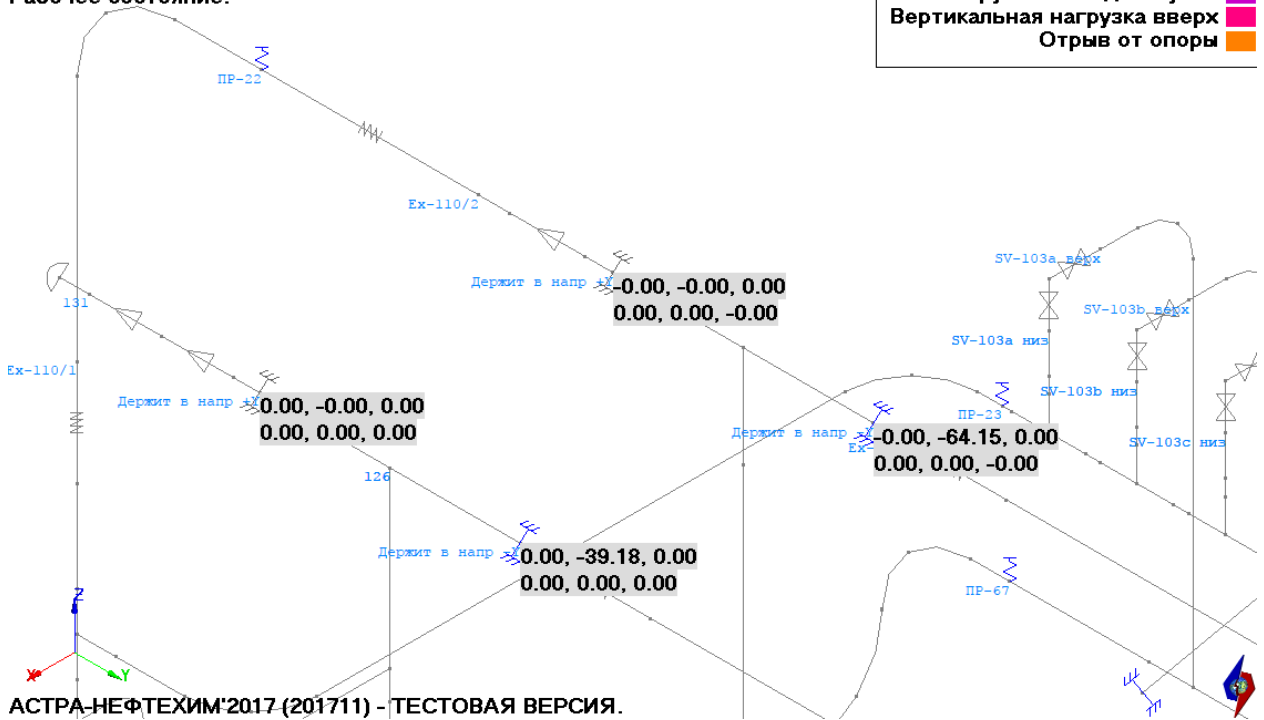 Рабочее состояние.
Вертикальная нагрузка вверх
Отрыв от опоры
ПР-22
Ex-110/2
Держит в напр +Y
-0.00, -0.00, 0.00
0.00, 0.00, -0.00
SV-103a верх
SV-103b верх
131
SV-103a низ
Ex-110/1
SV-103b низ
Держит в напр +Y
0.00, -0.00, 0.00
0.00, 0.00, 0.00
ПР-23
Держит в напр -Y
-0.00, -64.15, 0.00
0.00, 0.00, -0.00
Ex-
SV-103c низ
126
Держит в напр -Y
0.00, -39.18, 0.00
0.00, 0.00, 0.00
ПР-67
Z
X
Y
АСТРА-НЕФТЕХИМ'2017 (201711) - ТЕСТОВАЯ ВЕРСИЯ.